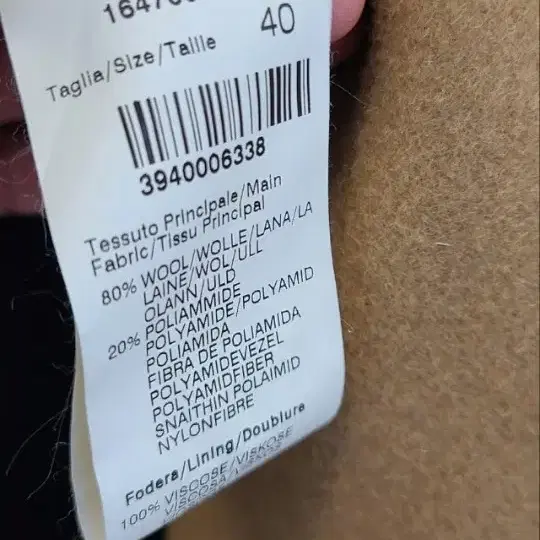 Taglia/Size/Taille 40
3940006338
Tessuto Principale/Main
Fabric/Tissu Principal
80% WOOL/WOLLE/LANA/LA
LAINE/WOL/ULL
OLANN/ULD
20% POLIAMMIDE
POLYAMIDE/POLYAMID
POLIAMIDA
FIBRA DE POLIAMIDA
POLYAMIDEVEZEL
POLYAMIDFIBER
SNAITHIN POLAIMID
NYLONFIBRE
Fodera/Lining/Doublure
100% VISCOSE/VISKOSE